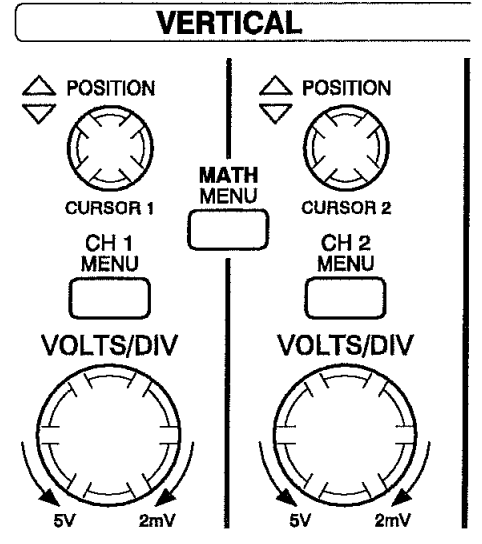 VERTICAL
POSITION
CURSOR 1
CH 1
MENU
VOLTS/DIV
5V 2mV
MATH
MENU
POSITION
CURSOR 2
CH 2
MENU
VOLTS/DIV
5V 2mV